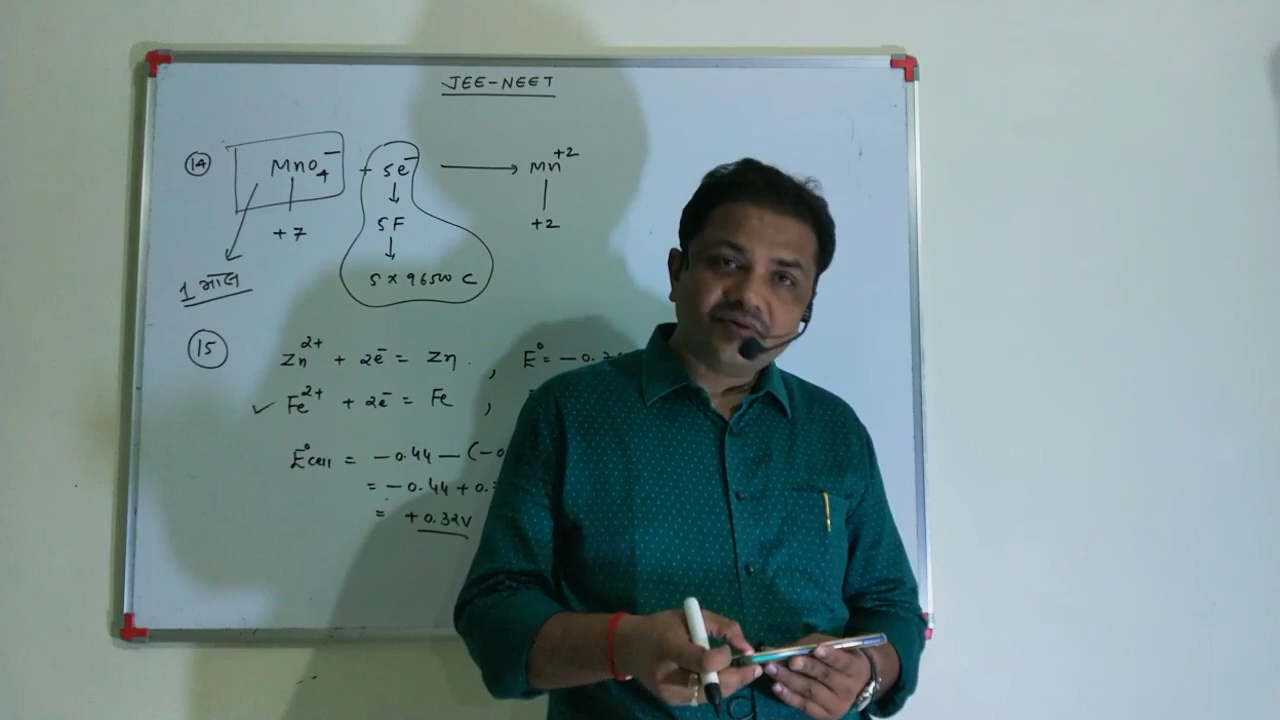 JEE-NEET
14 MnO4⁻ + 5e⁻ ⟶ Mn⁺²
+7 5F +2
1 मोल 5 × 96500 C
15 Zn²⁺ + 2e⁻ = Zn , E° = -0.
✓ Fe²⁺ + 2e⁻ = Fe ,
E°cell = -0.44 - (-0
= -0.44 + 0.
= +0.32V